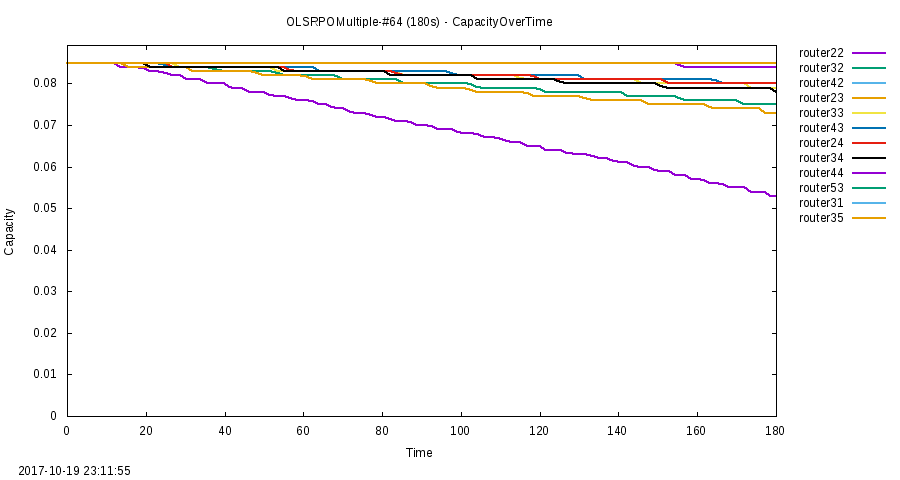 OLSRPOMultiple-#64 (180s) - CapacityOverTime
router22
router32
router42
router23
router33
router43
router24
router34
router44
router53
router31
router35
0.08
0.07
0.06
0.05
0.04
0.03
0.02
0.01
0
Capacity
0 20 40 60 80 100 120 140 160 180
Time
2017-10-19 23:11:55